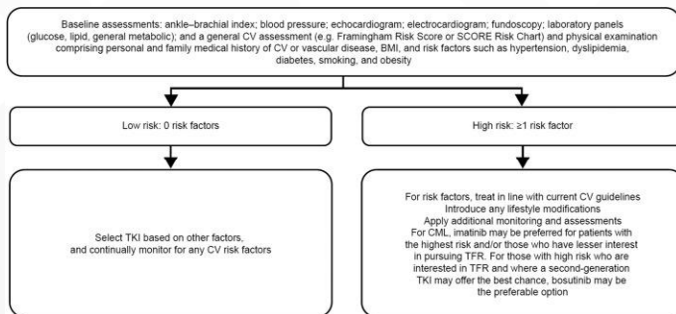 Baseline assessments: ankle–brachial index; blood pressure; echocardiogram; electrocardiogram; fundoscopy; laboratory panels
(glucose, lipid, general metabolic); and a general CV assessment (e.g. Framingham Risk Score or SCORE Risk Chart) and physical examination
comprising personal and family medical history of CV or vascular disease, BMI, and risk factors such as hypertension, dyslipidemia,
diabetes, smoking, and obesity
Low risk: 0 risk factors
High risk: ≥1 risk factor
Select TKI based on other factors,
and continually monitor for any CV risk factors
For risk factors, treat in line with current CV guidelines
Introduce any lifestyle modifications
Apply additional monitoring and assessments
For CML, imatinib may be preferred for patients with
the highest risk and/or those who have lesser interest
in pursuing TFR. For those with high risk who are
interested in TFR and where a second-generation
TKI may offer the best chance, bosutinib may be
the preferable option